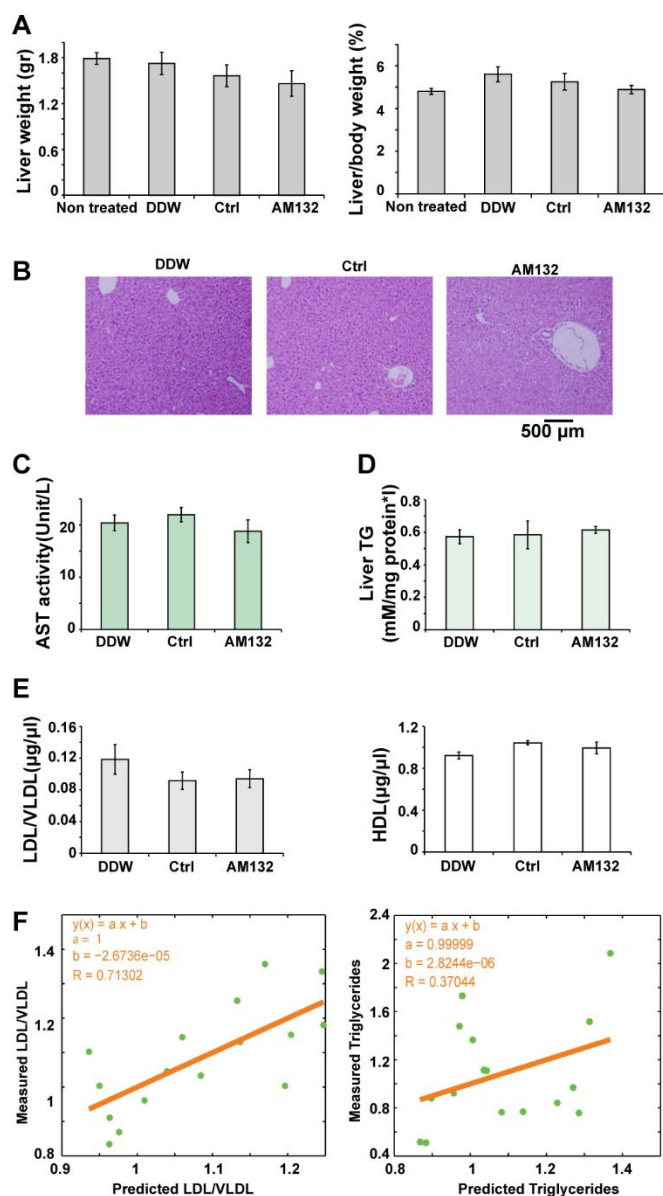 A
Liver weight (gr)
1.8
1.2
0.6
0
Non treated DDW Ctrl AM132
Liver/body weight (%)
6
4
2
0
Non treated DDW Ctrl AM132
B
DDW Ctrl AM132
500 µm
C
AST activity(Unit/L)
20
10
0
DDW Ctrl AM132
D
Liver TG
(mM/mg protein*l)
0.8
0.6
0.4
0.2
0
DDW Ctrl AM132
E
LDL/VLDL(µg/µl)
0.16
0.12
0.08
0.04
0
DDW Ctrl AM132
HDL(µg/µl)
1.2
0.8
0.4
0
DDW Ctrl AM132
F
y(x) = a x + b
a = 1
b = −2.6736e−05
R = 0.71302
Measured LDL/VLDL
1.4
1.2
1
0.8
0.9 1 1.1 1.2
Predicted LDL/VLDL
y(x) = a x + b
a = 0.99999
b = 2.8244e−06
R = 0.37044
Measured Triglycerides
2.4
2
1.6
1.2
0.8
0.4
0.8 1 1.2 1.4
Predicted Triglycerides